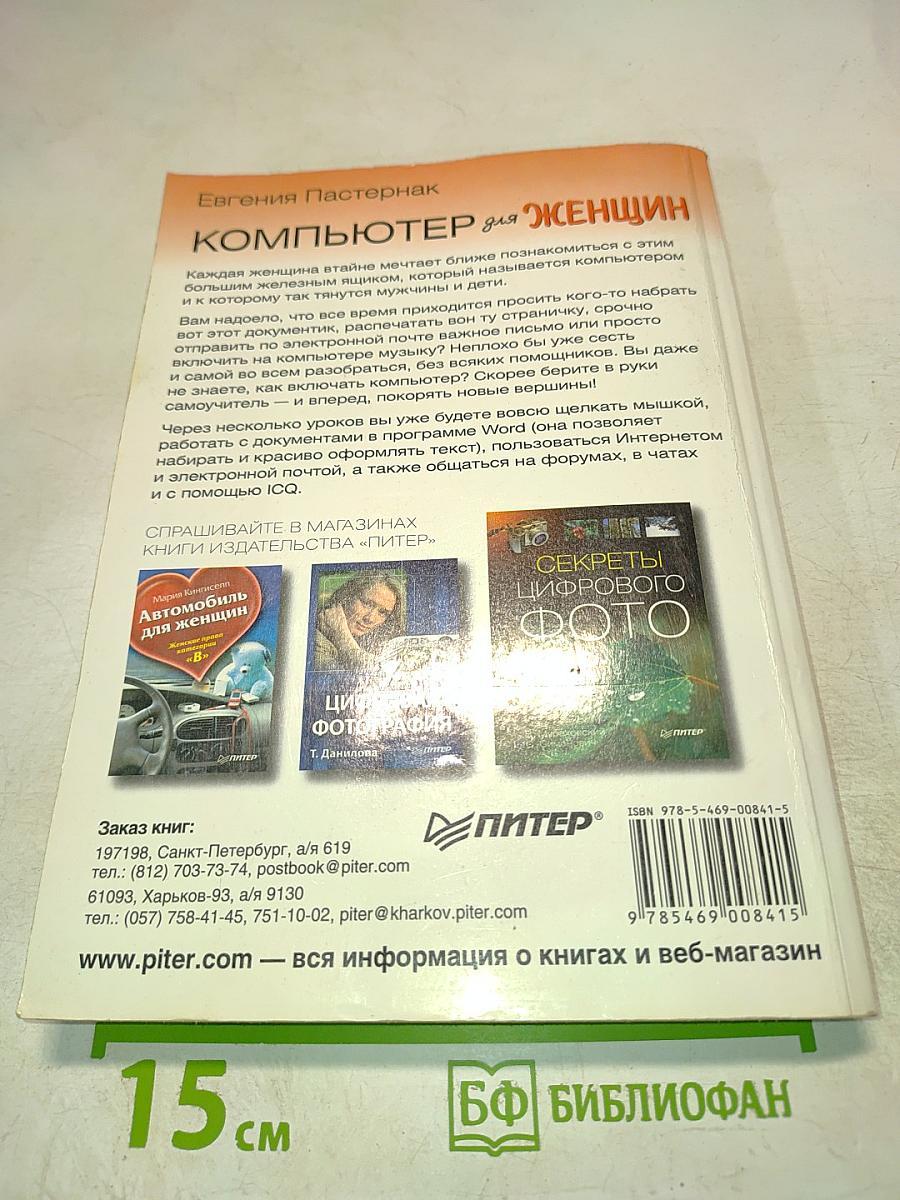 Евгения Пастернак
КОМПЬЮТЕР для ЖЕНЩИН
Каждая женщина втайне мечтает ближе познакомиться с этим
большим железным ящиком, который называется компьютером
и к которому так тянутся мужчины и дети.
Вам надоело, что все время приходится просить кого-то набрать
вот этот документик, распечатать вон ту страничку, срочно
отправить по электронной почте важное письмо или просто
включить на компьютере музыку? Неплохо бы уже сесть
и самой во всем разобраться, без всяких помощников. Вы даже
не знаете, как включать компьютер? Скорее берите в руки
самоучитель — и вперед, покорять новые вершины!
Через несколько уроков вы уже будете вовсю щелкать мышкой,
работать с документами в программе Word (она позволяет
набирать и красиво оформлять текст), пользоваться Интернетом
и электронной почтой, а также общаться на форумах, в чатах
и с помощью ICQ.
СПРАШИВАЙТЕ В МАГАЗИНАХ
КНИГИ ИЗДАТЕЛЬСТВА «ПИТЕР»
Мария Кингисепп
Автомобиль
для женщин
Женские права
категории
«В»
ПИТЕР
ФОТОГРАФИЯ
Т. Данилова
ПИТЕР
СЕКРЕТЫ
ЦИФРОВОГО
ФОТО
ПИТЕР
Заказ книг:
197198, Санкт-Петербург, а/я 619
тел.: (812) 703-73-74, postbook@piter.com
61093, Харьков-93, а/я 9130
тел.: (057) 758-41-45, 751-10-02, piter@kharkov.piter.com
ПИТЕР®
ISBN 978-5-469-00841-5
9 785469 008415
www.piter.com — вся информация о книгах и веб-магазин
15 см
БФ БИБЛИОФАН